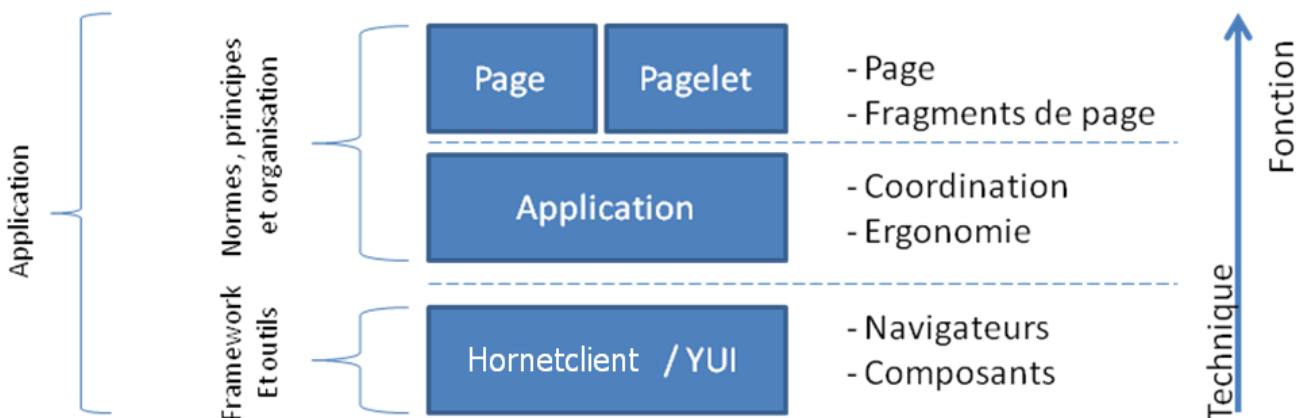 Application
Normes, principes
et organisation
Framework
Et outils
Page
Pagelet
Application
Hornetclient / YUI
- Page
- Fragments de page
- Coordination
- Ergonomie
- Navigateurs
- Composants
Technique
Fonction